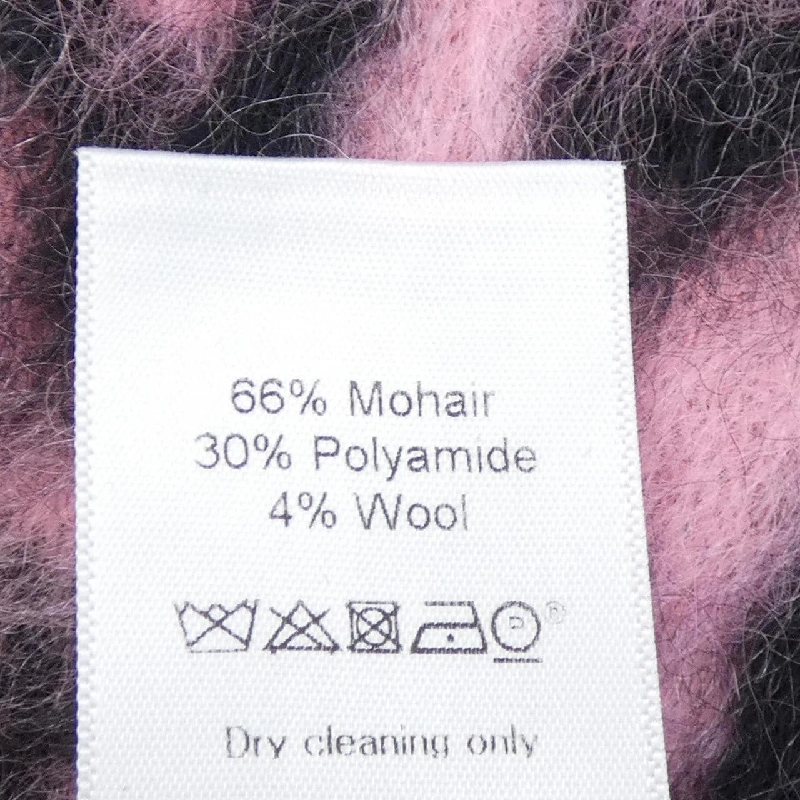 66% Mohair
30% Polyamide
4% Wool
P ®
Dry cleaning only